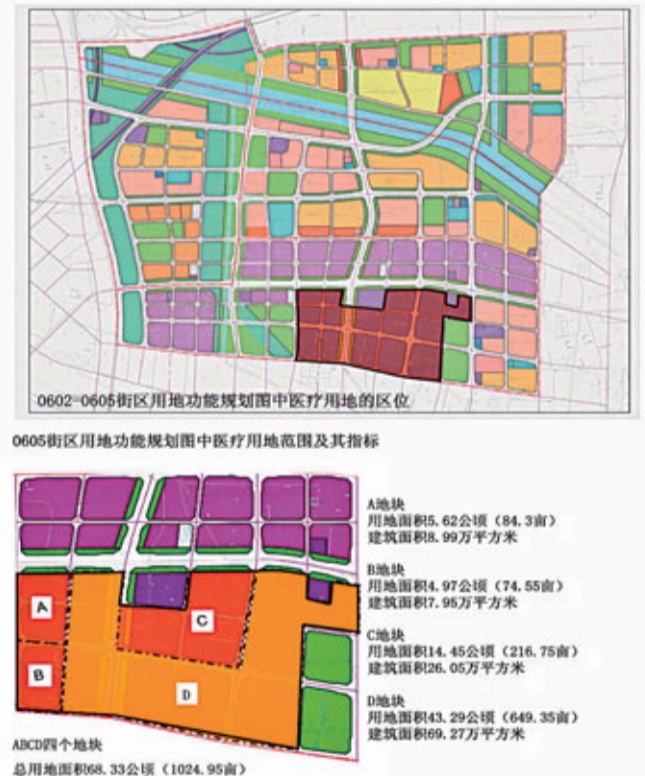 0602-0605街区用地功能规划图中医疗用地的区位
0605街区用地功能规划图中医疗用地范围及其指标
A地块
用地面积5.62公顷（84.3亩）
建筑面积8.99万平方米
B地块
用地面积4.97公顷（74.55亩）
建筑面积7.95万平方米
C地块
用地面积14.45公顷（216.75亩）
建筑面积26.05万平方米
D地块
用地面积43.29公顷（649.35亩）
建筑面积69.27万平方米
A
B
C
D
ABCD四个地块
总用地面积68.33公顷（1024.95亩）